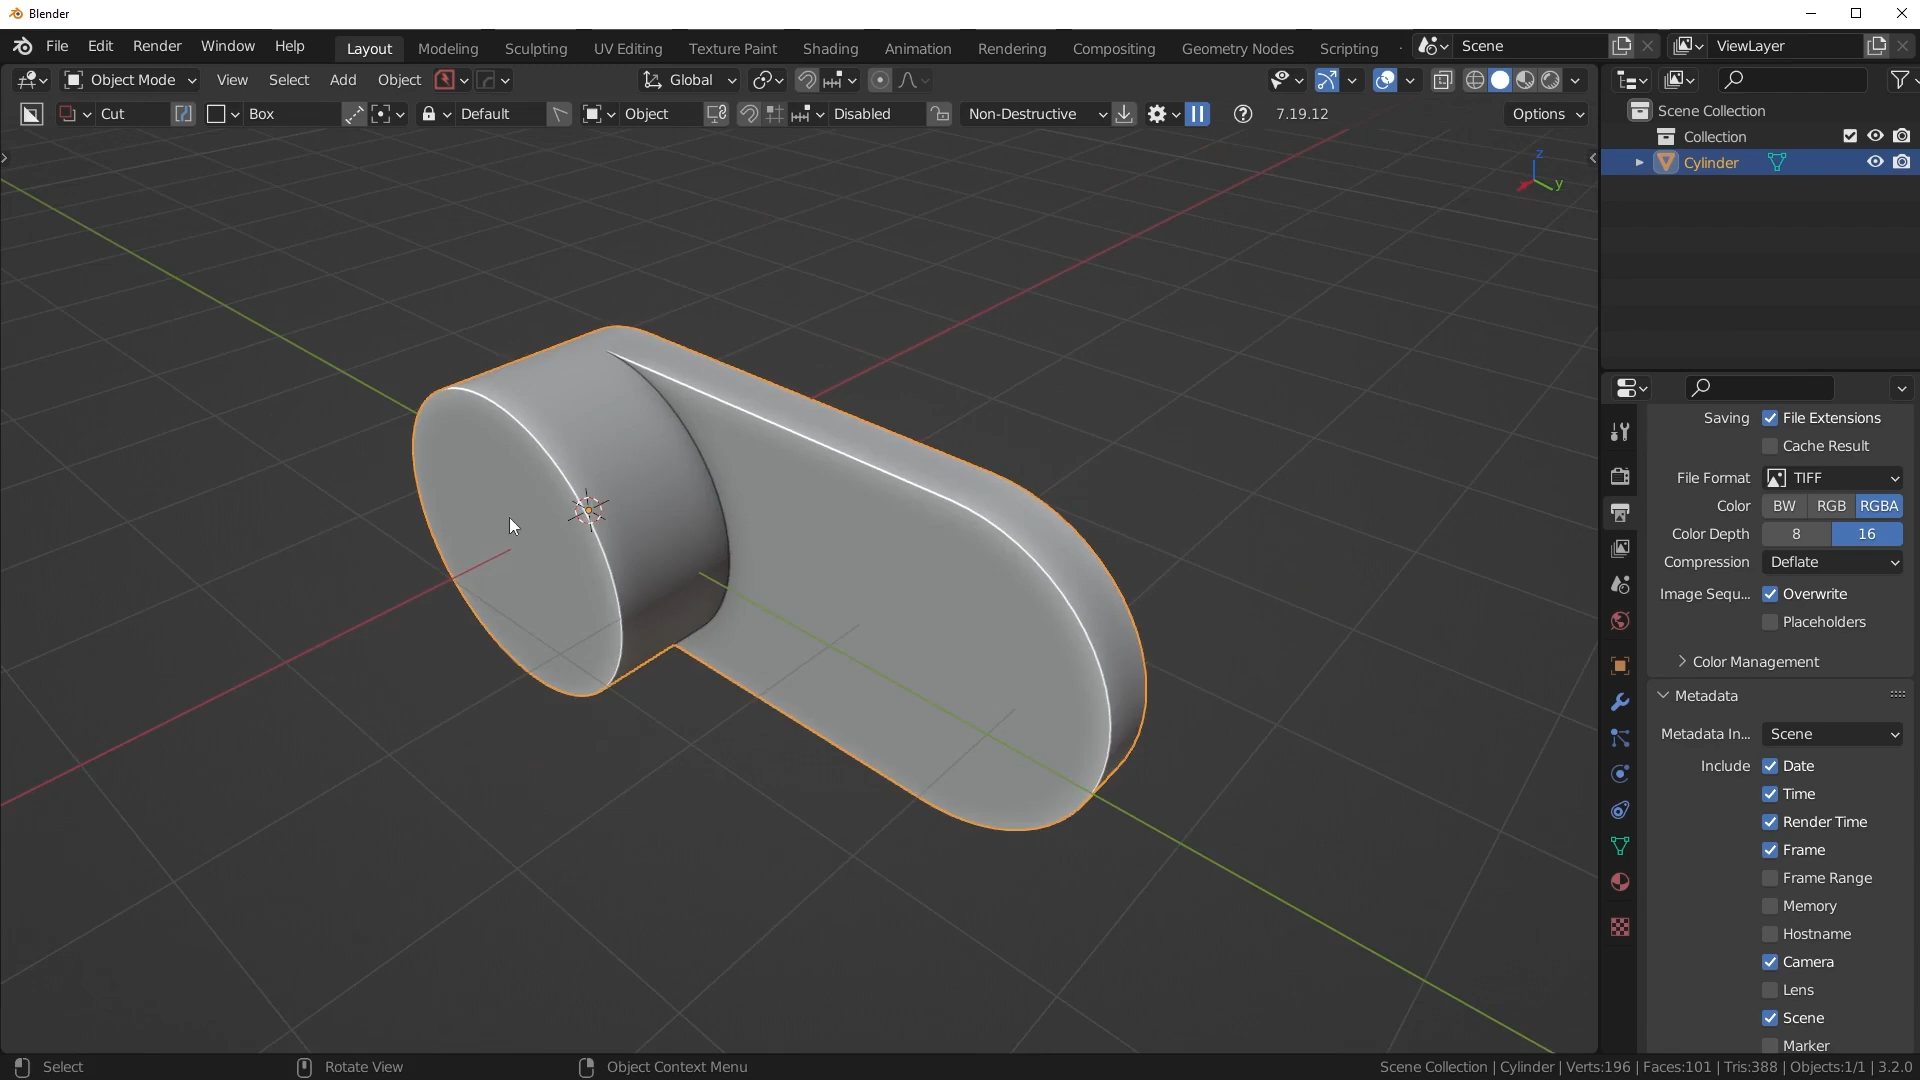 Blender
File Edit Render Window Help Layout Modeling Sculpting UV Editing Texture Paint Shading Animation Rendering Compositing Geometry Nodes Scripting Scene ViewLayer
Object Mode View Select Add Object Global
Cut Box Default Object Disabled Non-Destructive 7.19.12 Options
z
y
Scene Collection
Collection
Cylinder
Saving File Extensions
Cache Result
File Format TIFF
Color BW RGB RGBA
Color Depth 8 16
Compression Deflate
Image Sequ... Overwrite
Placeholders
Color Management
Metadata
Metadata In... Scene
Include Date
Time
Render Time
Frame
Frame Range
Memory
Hostname
Camera
Lens
Scene
Marker
Select Rotate View Object Context Menu Scene Collection | Cylinder | Verts:196 | Faces:101 | Tris:388 | Objects:1/1 | 3.2.0